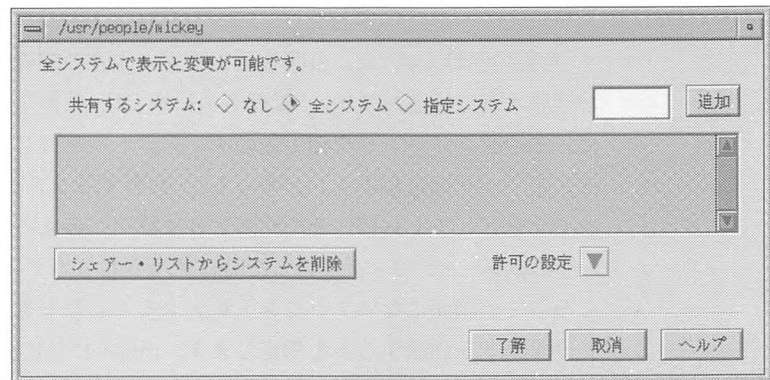 /usr/people/mickey
全システムで表示と変更が可能です。
共有するシステム: なし 全システム 指定システム 追加
シェアー・リストからシステムを削除 許可の設定
了解 取消 ヘルプ